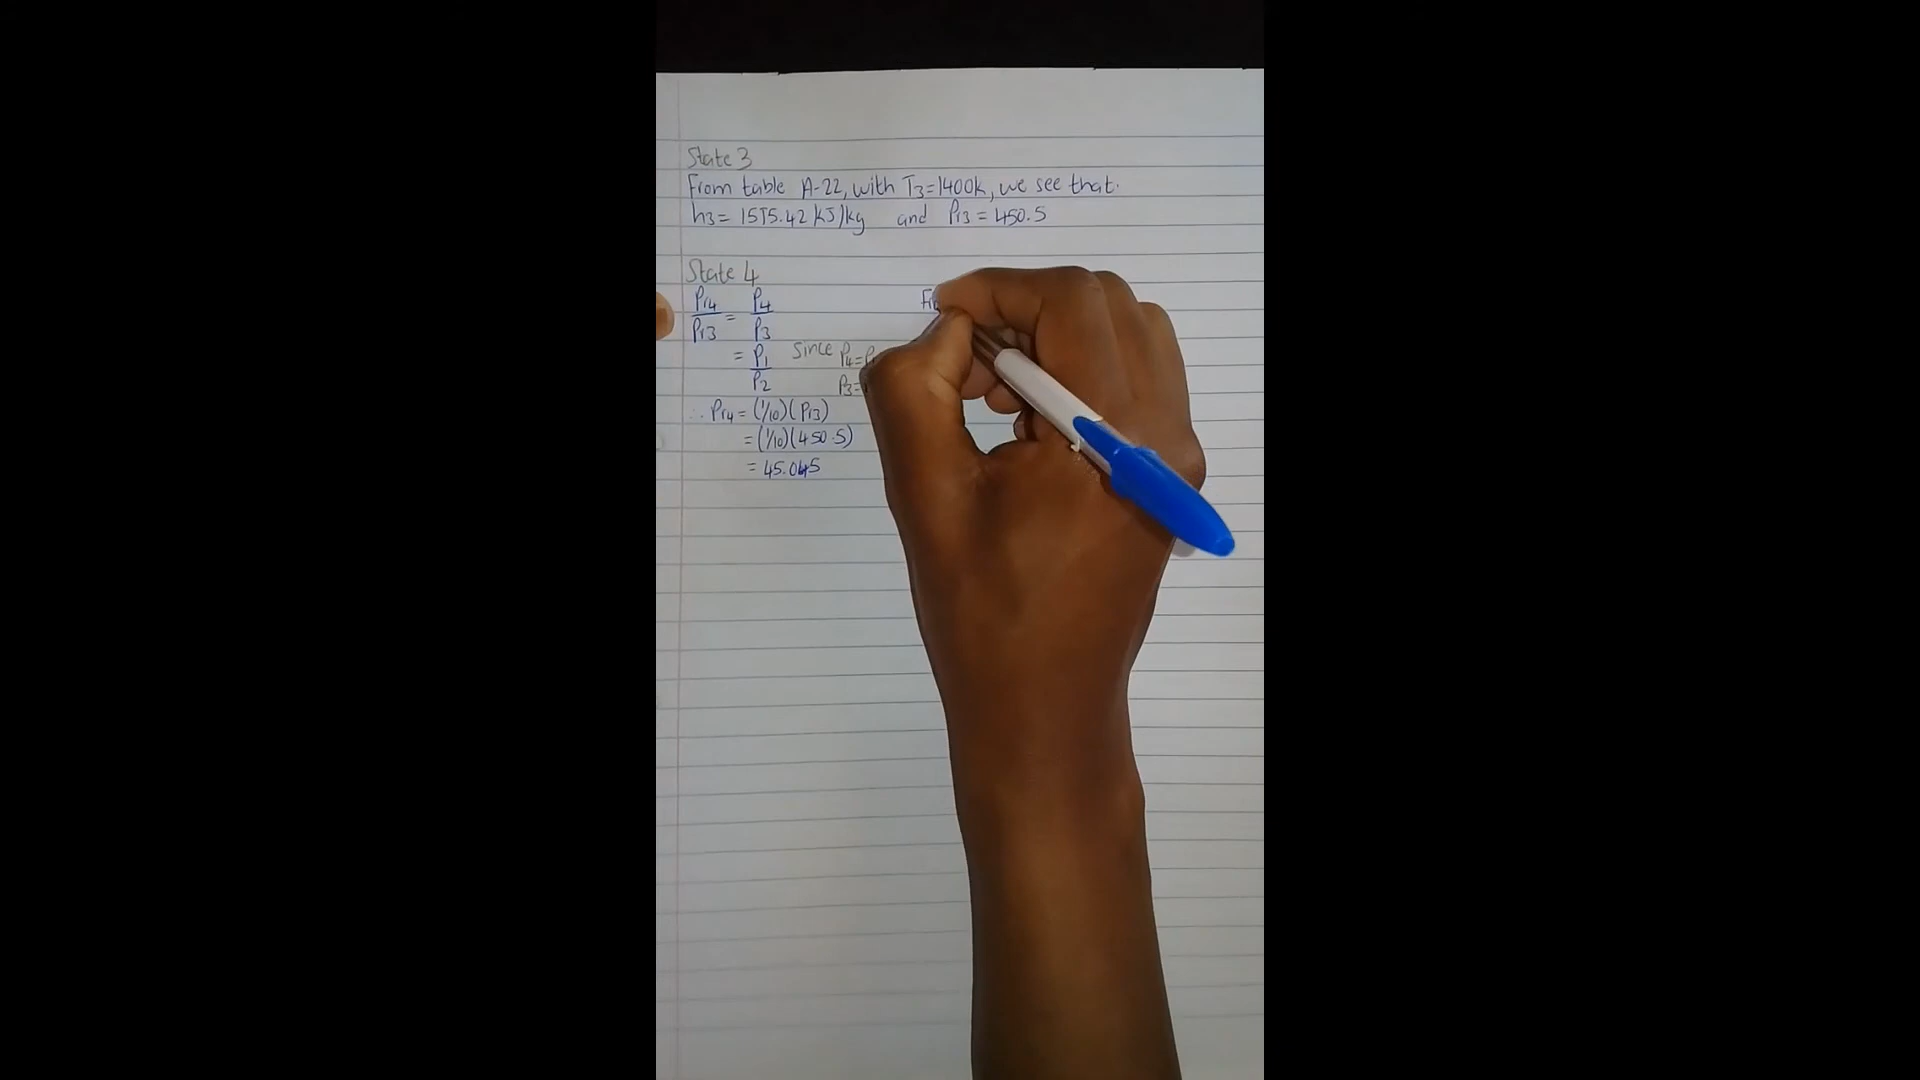 State 3
From table A-22, with T3=1400k, we see that.
h3= 1515.42 kJ/kg and Pr3 = 450.5
State 4
Pr4/Pr3 = P4/P3
= P1/P2 Since P4=P
P3=
∴ Pr4 = (1/10)(Pr3)
= (1/10)(450.5)
= 45.045